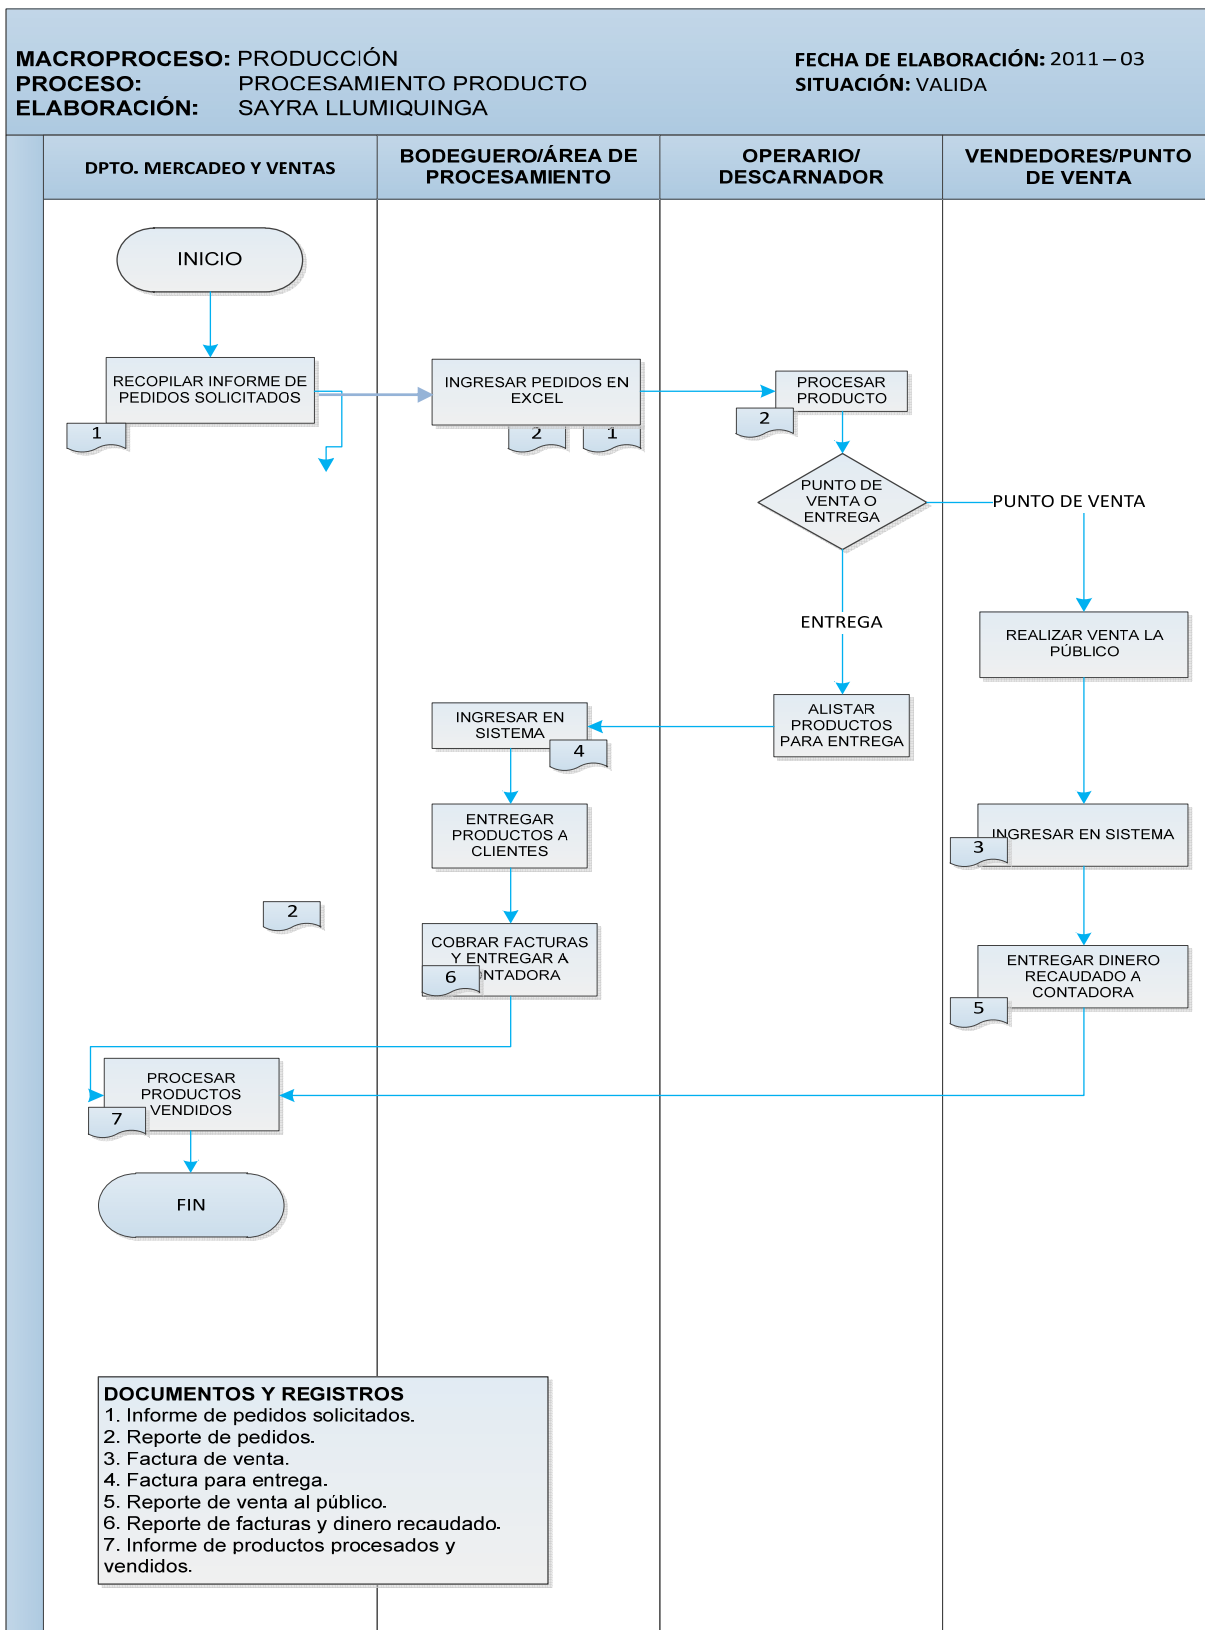 MACROPROCESO: PRODUCCIÓN
PROCESO: PROCESAMIENTO PRODUCTO
ELABORACIÓN: SAYRA LLUMIQUINGA
FECHA DE ELABORACIÓN: 2011–03
SITUACIÓN: VALIDA
DPTO. MERCADEO Y VENTAS
BODEGUERO/ÁREA DE
PROCESAMIENTO
OPERARIO/
DESCARNADOR
VENDEDORES/PUNTO
DE VENTA
INICIO
RECOPILAR INFORME DE
PEDIDOS SOLICITADOS
1
INGRESAR PEDIDOS EN
EXCEL
2
1
PROCESAR
PRODUCTO
2
PUNTO DE
VENTA O
ENTREGA
PUNTO DE VENTA
ENTREGA
REALIZAR VENTA LA
PÚBLICO
ALISTAR
PRODUCTOS
PARA ENTREGA
INGRESAR EN
SISTEMA
4
ENTREGAR
PRODUCTOS A
CLIENTES
INGRESAR EN SISTEMA
3
2
COBRAR FACTURAS
Y ENTREGAR A
ONTADORA
6
ENTREGAR DINERO
RECAUDADO A
CONTADORA
5
PROCESAR
PRODUCTOS
VENDIDOS
7
FIN
DOCUMENTOS Y REGISTROS
1. Informe de pedidos solicitados.
2. Reporte de pedidos.
3. Factura de venta.
4. Factura para entrega.
5. Reporte de venta al público.
6. Reporte de facturas y dinero recaudado.
7. Informe de productos procesados y
vendidos.